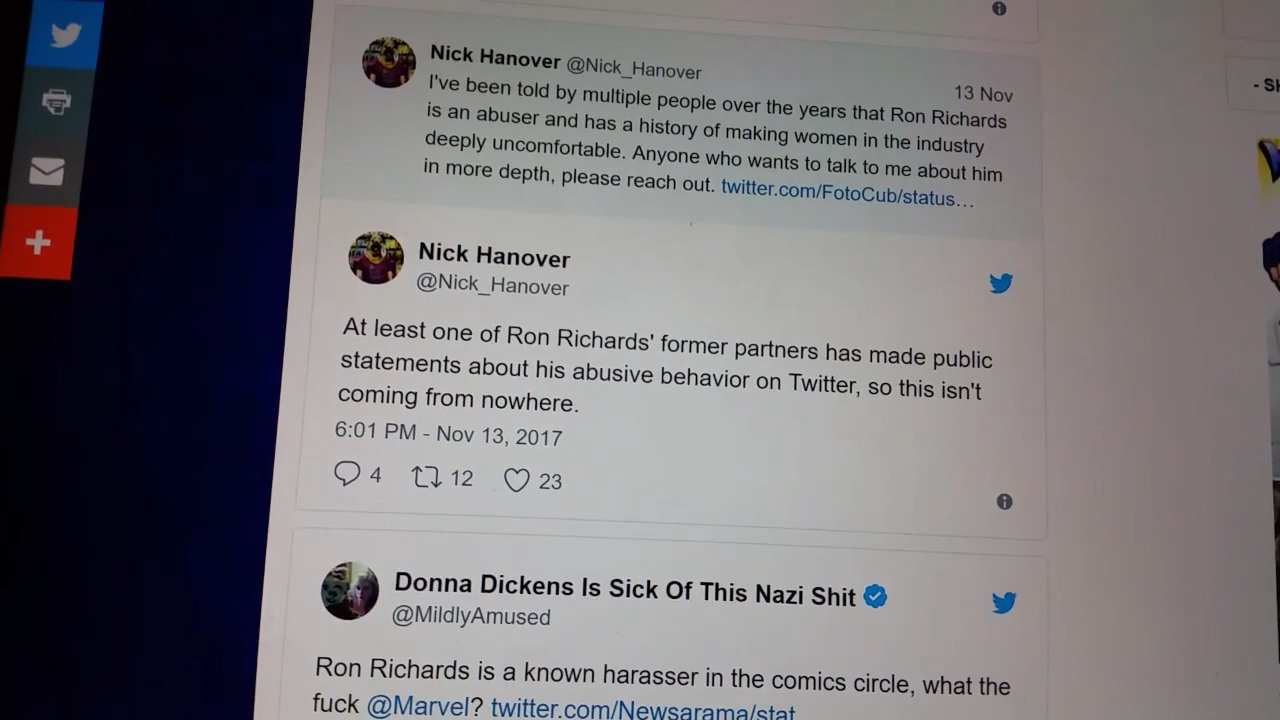 Nick Hanover @Nick_Hanover
13 Nov
I've been told by multiple people over the years that Ron Richards
is an abuser and has a history of making women in the industry
deeply uncomfortable. Anyone who wants to talk to me about him
in more depth, please reach out. twitter.com/FotoCub/status…
Nick Hanover
@Nick_Hanover
At least one of Ron Richards' former partners has made public
statements about his abusive behavior on Twitter, so this isn't
coming from nowhere.
6:01 PM - Nov 13, 2017
4 12 23
Donna Dickens Is Sick Of This Nazi Shit
@MildlyAmused
Ron Richards is a known harasser in the comics circle, what the
fuck @Marvel? twitter.com/Newsarama/stat